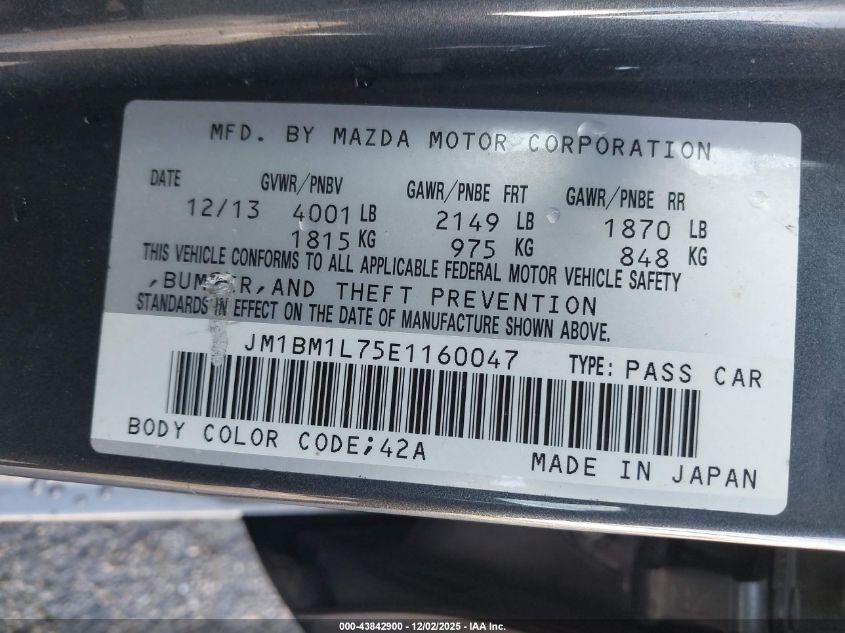 MFD. BY MAZDA MOTOR CORPORATION
DATE GVWR/PNBV GAWR/PNBE FRT GAWR/PNBE RR
12/13 4001 LB 2149 LB 1870 LB
1815 KG 975 KG 848 KG
THIS VEHICLE CONFORMS TO ALL APPLICABLE FEDERAL MOTOR VEHICLE SAFETY
, AND THEFT PREVENTION
STANDARDS IN EFFECT ON THE DATE OF MANUFACTURE SHOWN ABOVE.
JM1BM1L75E1160047 TYPE: PASS CAR
BODY COLOR CODE;42A
MADE IN JAPAN
000-43842900 - 12/02/2025 - IAA Inc.